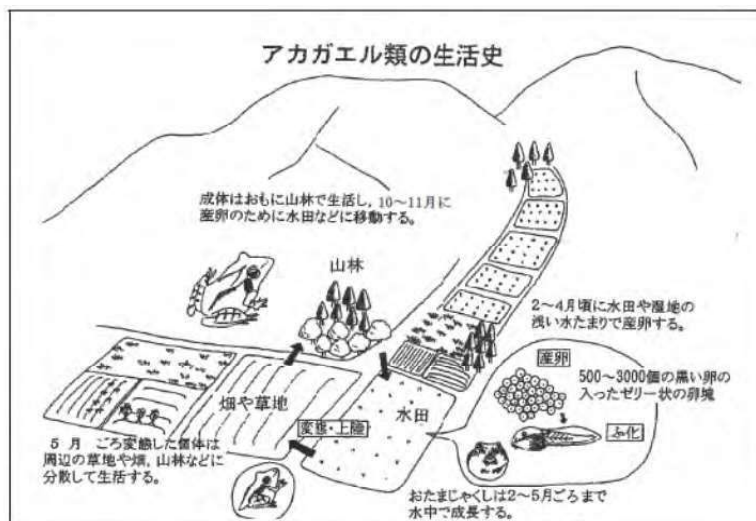 アカガエル類の生活史
成体はおもに山林で生活し，10～11月に
産卵のために水田などに移動する。
山林
2～4月頃に水田や湿地の
浅い水たまりで産卵する。
産卵
500～3000個の黒い卵の
入ったゼリー状の卵塊
ふ化
畑や草地
水田
変態・上陸
5 月 ごろ変態した個体は
周辺の草地や畑，山林などに
分散して生活する。
おたまじゃくしは2～5月ごろまで
水中で成長する。